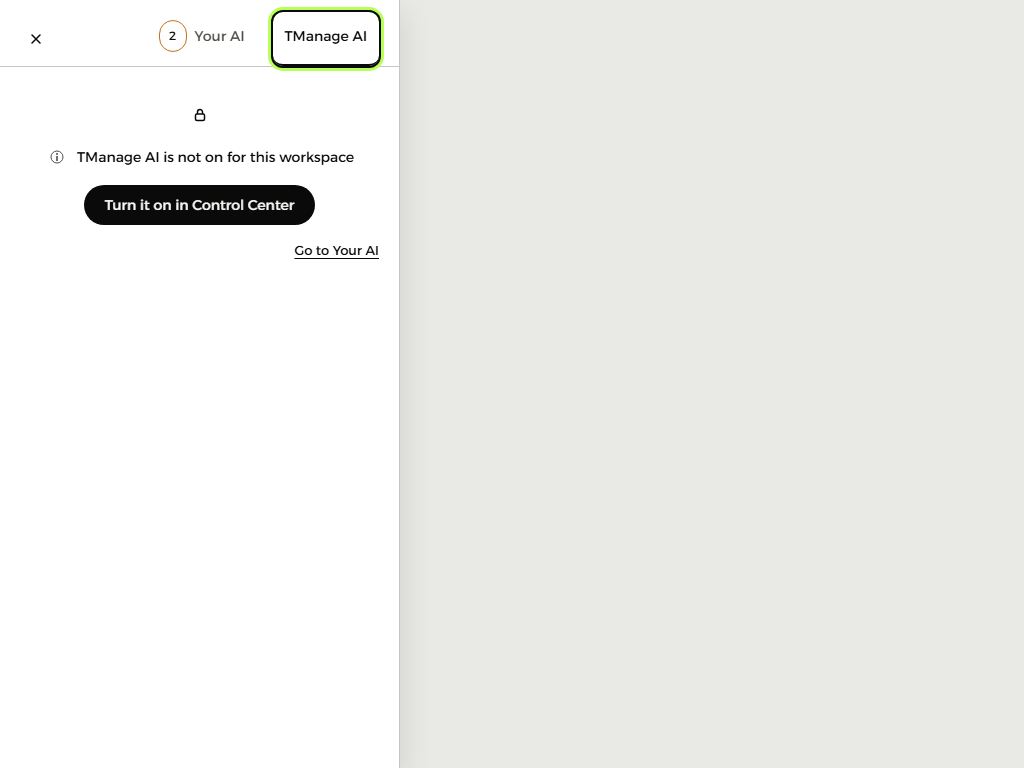 2 Your AI TManage AI
TManage AI is not on for this workspace
Turn it on in Control Center
Go to Your AI